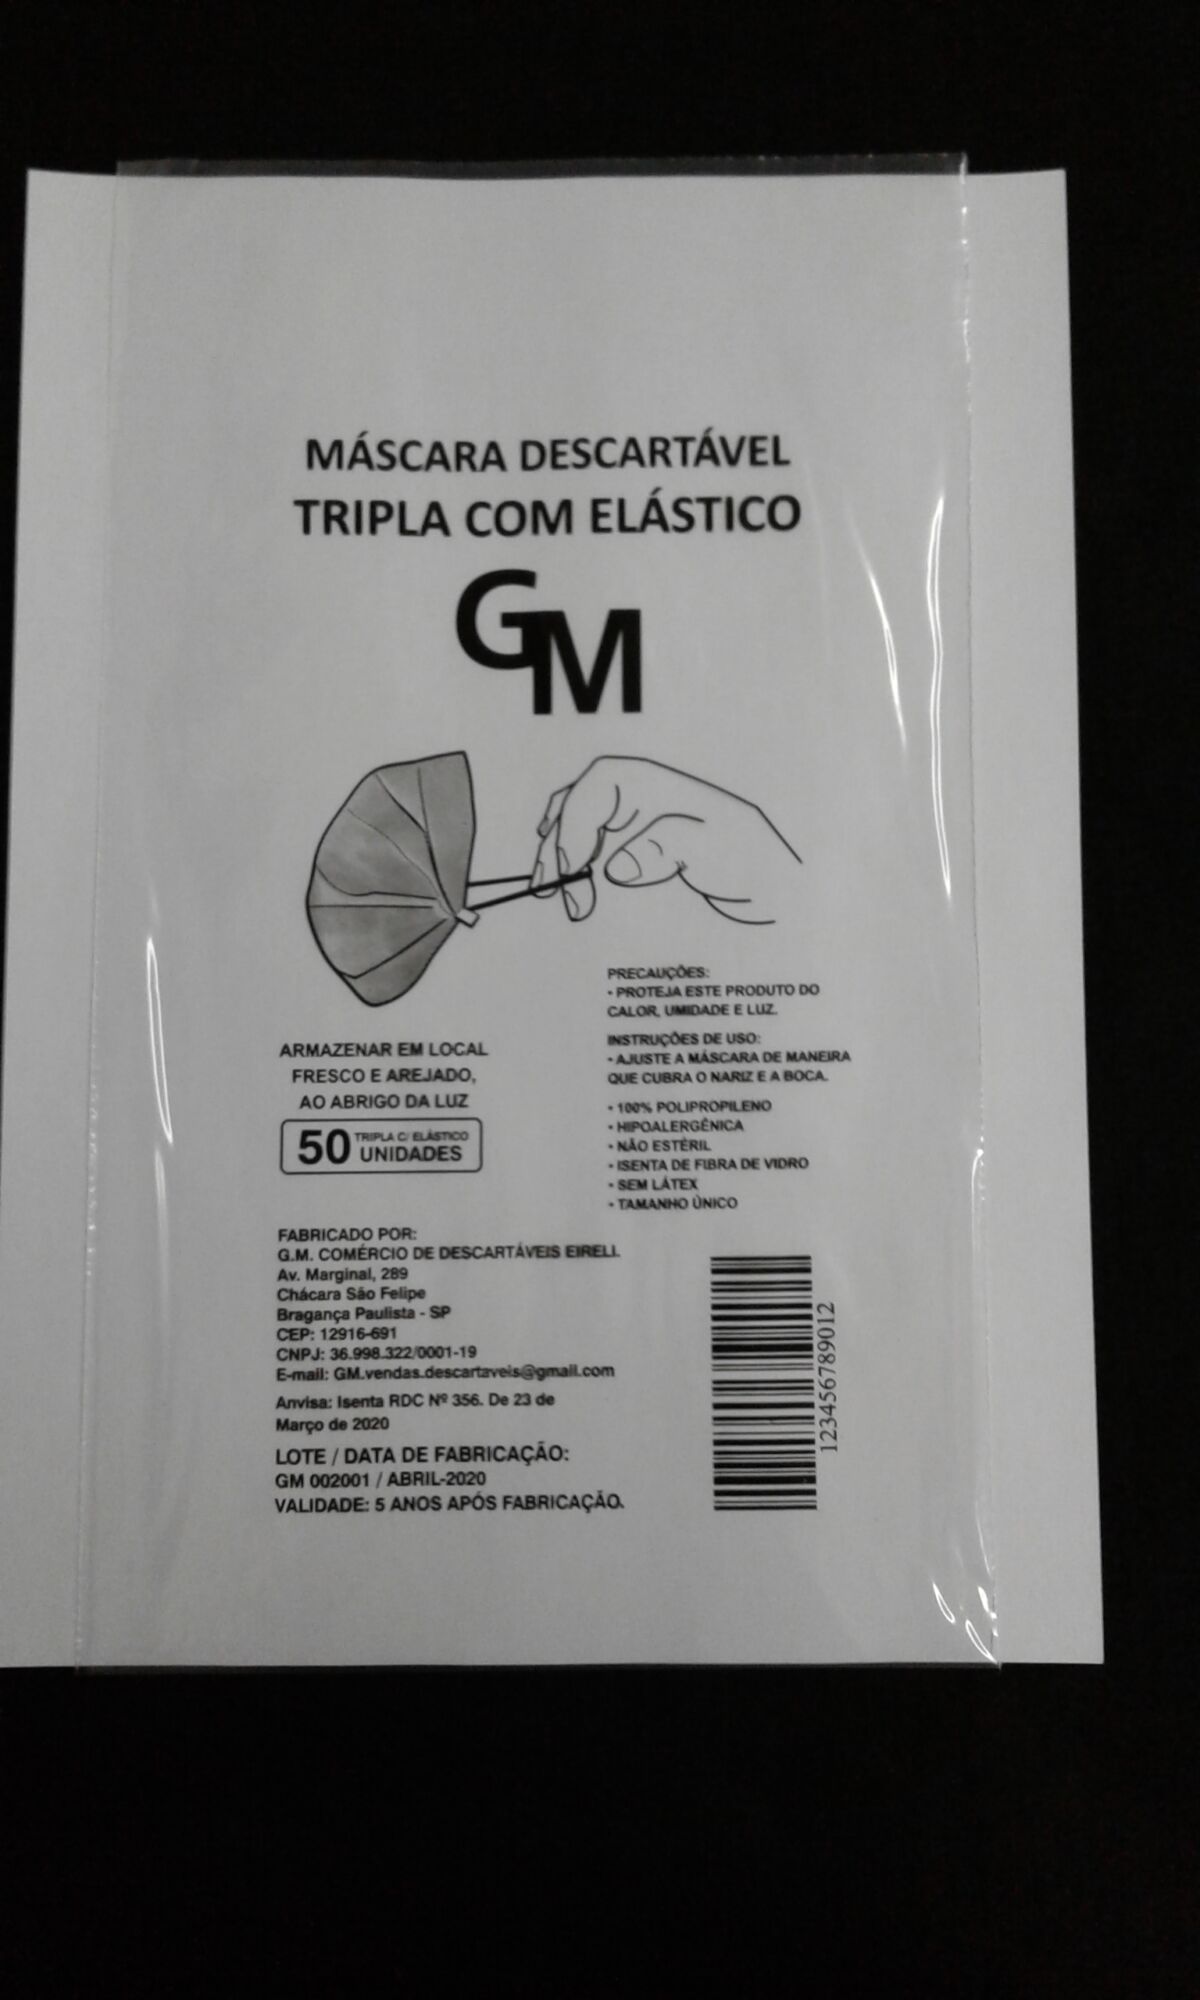 MÁSCARA DESCARTÁVEL
TRIPLA COM ELÁSTICO
GM
ARMAZENAR EM LOCAL
FRESCO E AREJADO,
AO ABRIGO DA LUZ
50 TRIPLA C/ ELÁSTICO
UNIDADES
PRECAUÇÕES:
• PROTEJA ESTE PRODUTO DO
CALOR, UMIDADE E LUZ.
INSTRUÇÕES DE USO:
• AJUSTE A MÁSCARA DE MANEIRA
QUE CUBRA O NARIZ E A BOCA.
• 100% POLIPROPILENO
• HIPOALERGÊNICA
• NÃO ESTÉRIL
• ISENTA DE FIBRA DE VIDRO
• SEM LÁTEX
• TAMANHO ÚNICO
FABRICADO POR:
G.M. COMÉRCIO DE DESCARTÁVEIS EIRELI.
Av. Marginal, 289
Chácara São Felipe
Bragança Paulista - SP
CEP: 12916-691
CNPJ: 36.998.322/0001-19
E-mail: GM.vendas.descartaveis@gmail.com
Anvisa: Isenta RDC Nº 356. De 23 de
Março de 2020
LOTE / DATA DE FABRICAÇÃO:
GM 002001 / ABRIL-2020
VALIDADE: 5 ANOS APÓS FABRICAÇÃO.
123456789012